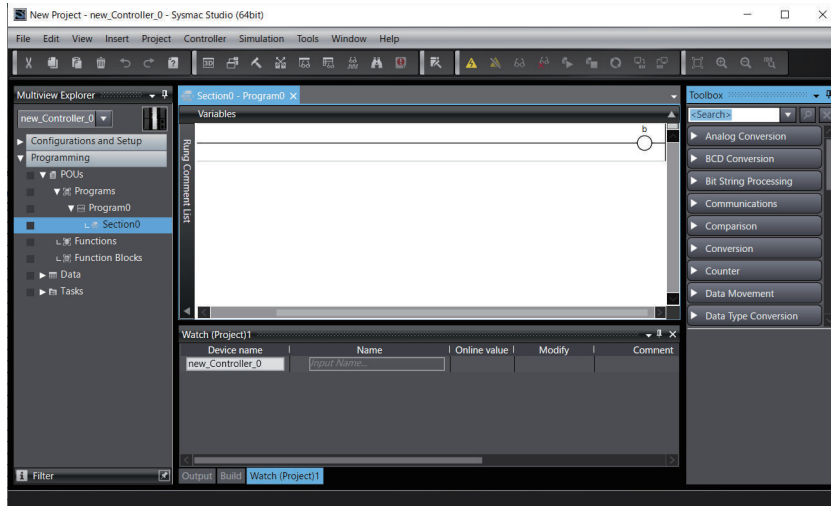 New Project - new_Controller_0 - Sysmac Studio (64bit)
File Edit View Insert Project Controller Simulation Tools Window Help
Multiview Explorer
new_Controller_0
Configurations and Setup
Programming
POUs
Programs
Program0
Section0
Functions
Function Blocks
Data
Tasks
Filter
Section0 - Program0
Variables
Rung Comment List
b
Watch (Project)1
Device name Name Online value Modify Comment
new_Controller_0 Input Name...
Output Build Watch (Project)1
Toolbox
<Search>
Analog Conversion
BCD Conversion
Bit String Processing
Communications
Comparison
Conversion
Counter
Data Movement
Data Type Conversion